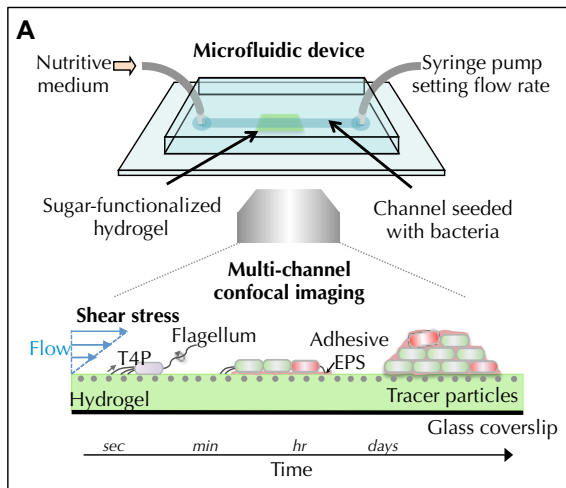 A
Microfluidic device
Nutritive
medium
Syringe pump
setting flow rate
Sugar-functionalized
hydrogel
Channel seeded
with bacteria
Multi-channel
confocal imaging
Shear stress
Flow
T4P
Flagellum
Adhesive
EPS
Hydrogel
Tracer particles
Glass coverslip
sec min hr days
Time